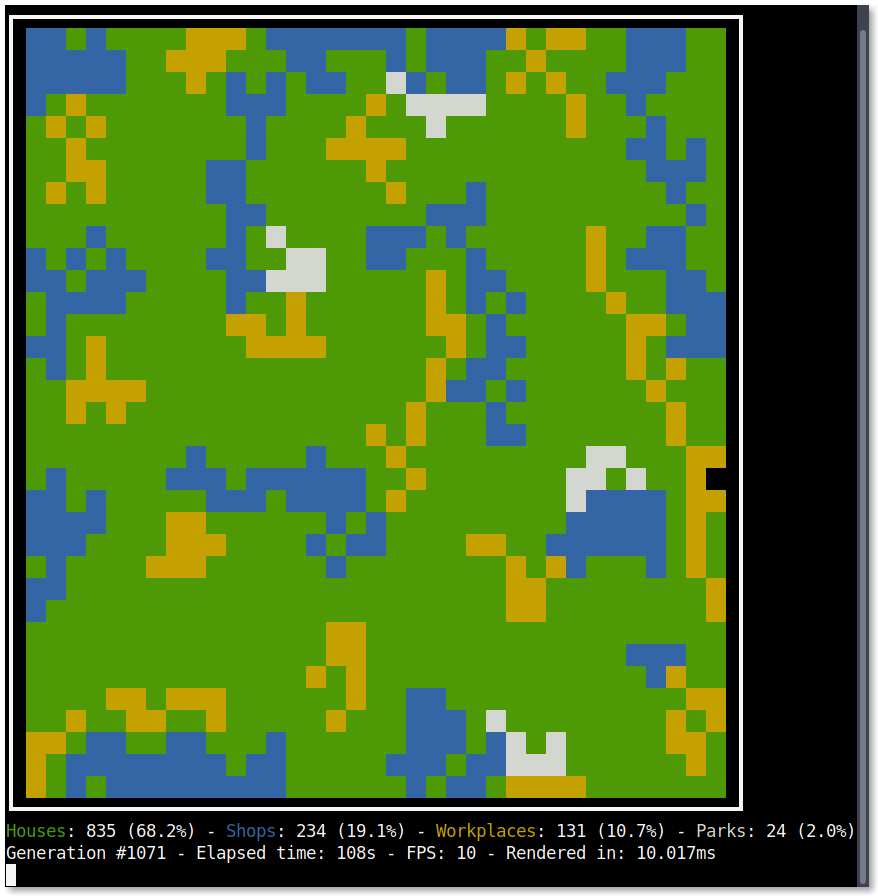 Houses: 835 (68.2%) - Shops: 234 (19.1%) - Workplaces: 131 (10.7%) - Parks: 24 (2.0%)
Generation #1071 - Elapsed time: 108s - FPS: 10 - Rendered in: 10.017ms